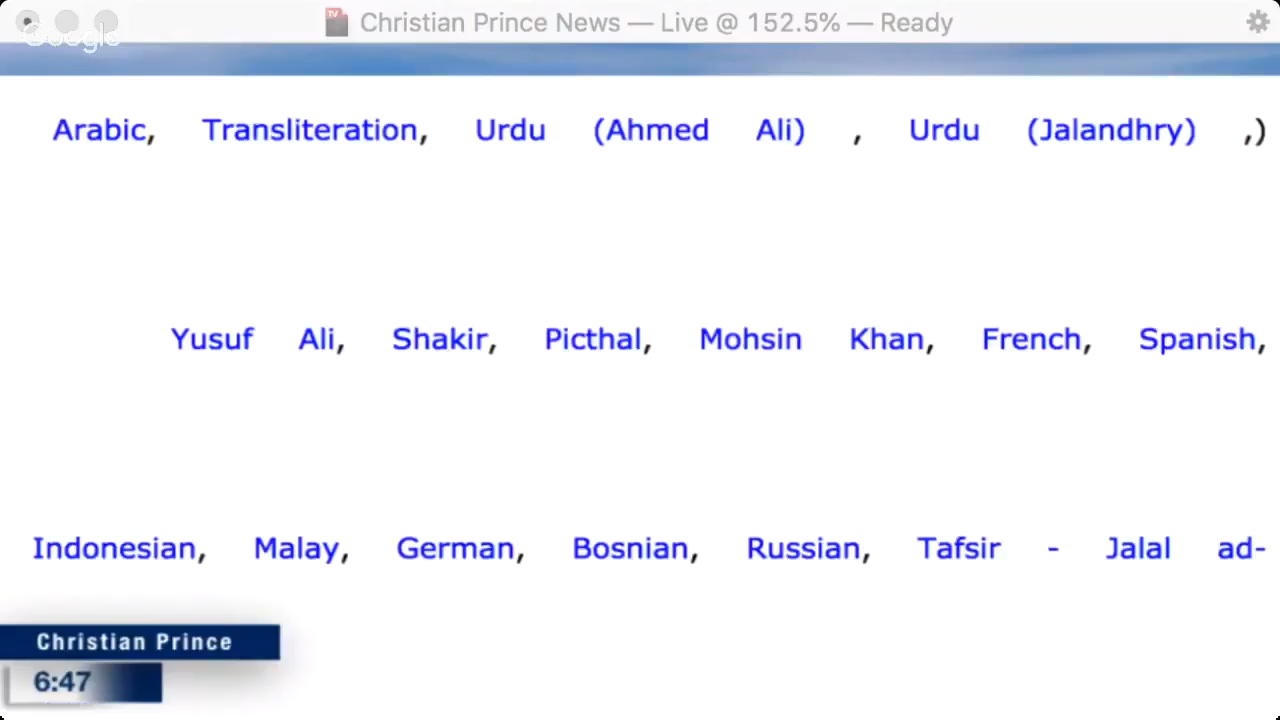 Christian Prince News — Live @ 152.5% — Ready
Google
Arabic, Transliteration, Urdu (Ahmed Ali) , Urdu (Jalandhry) ,)
Yusuf Ali, Shakir, Picthal, Mohsin Khan, French, Spanish,
Indonesian, Malay, German, Bosnian, Russian, Tafsir - Jalal ad-
Christian Prince
6:47